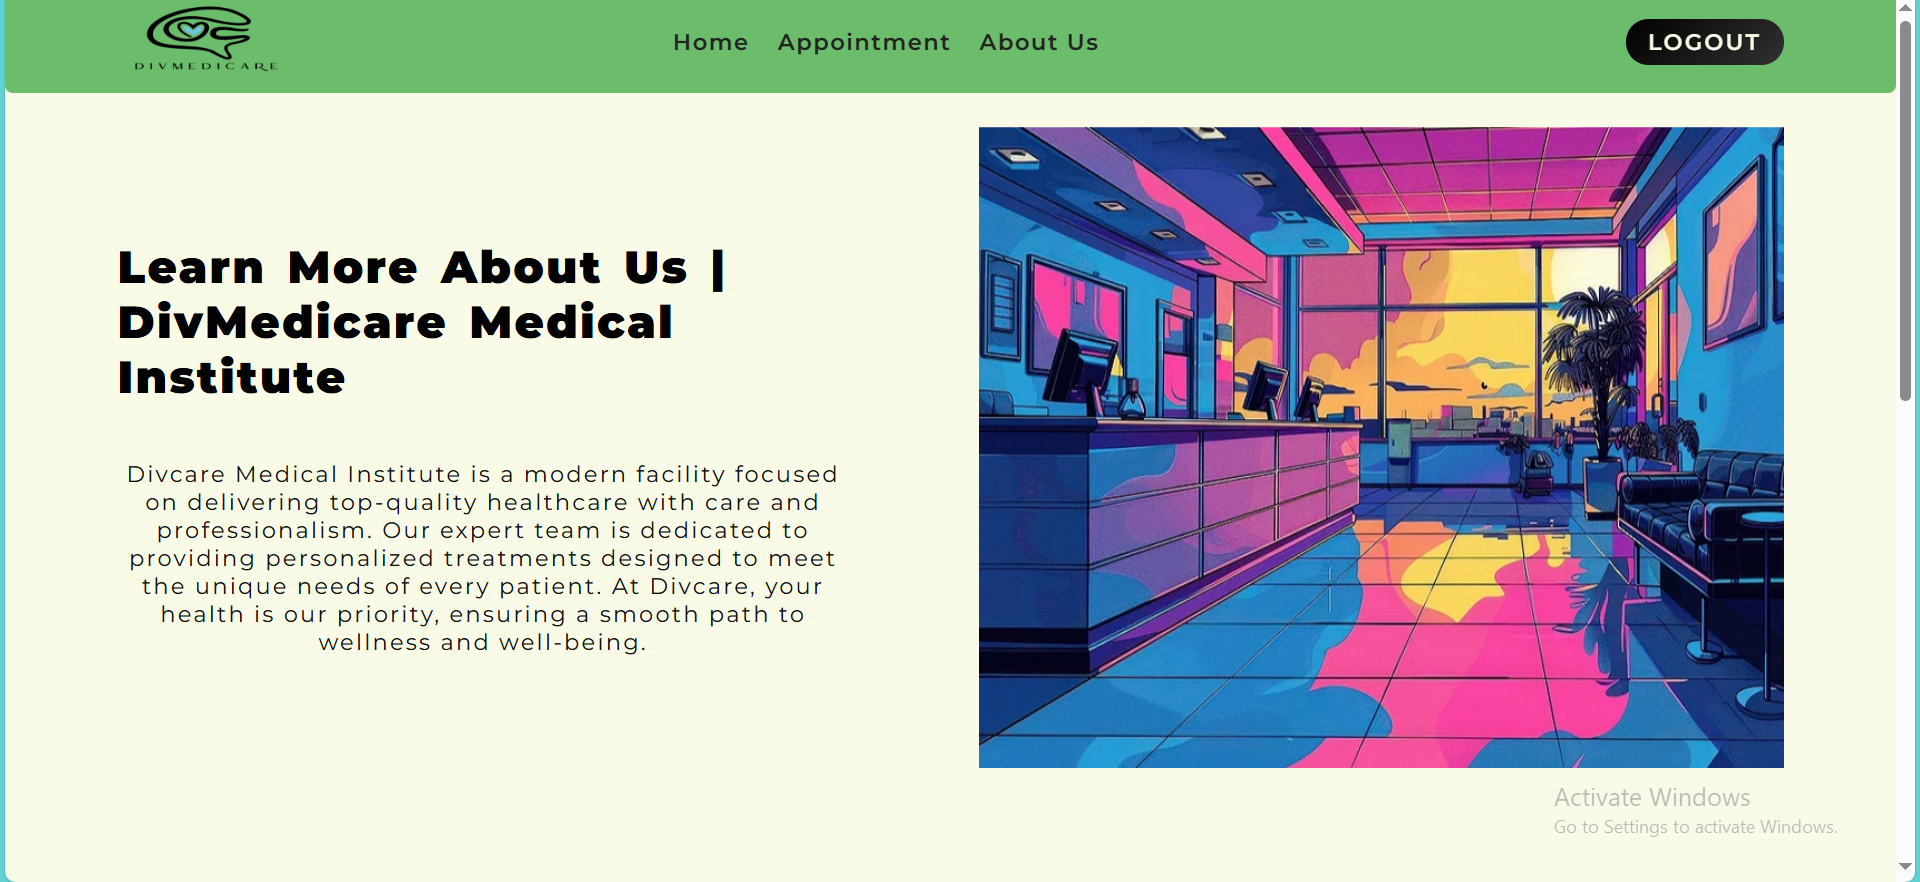 DIVMEDICARE
Home Appointment About Us
LOGOUT
Learn More About Us |
DivMedicare Medical
Institute
Divcare Medical Institute is a modern facility focused
on delivering top-quality healthcare with care and
professionalism. Our expert team is dedicated to
providing personalized treatments designed to meet
the unique needs of every patient. At Divcare, your
health is our priority, ensuring a smooth path to
wellness and well-being.
Activate Windows
Go to Settings to activate Windows.